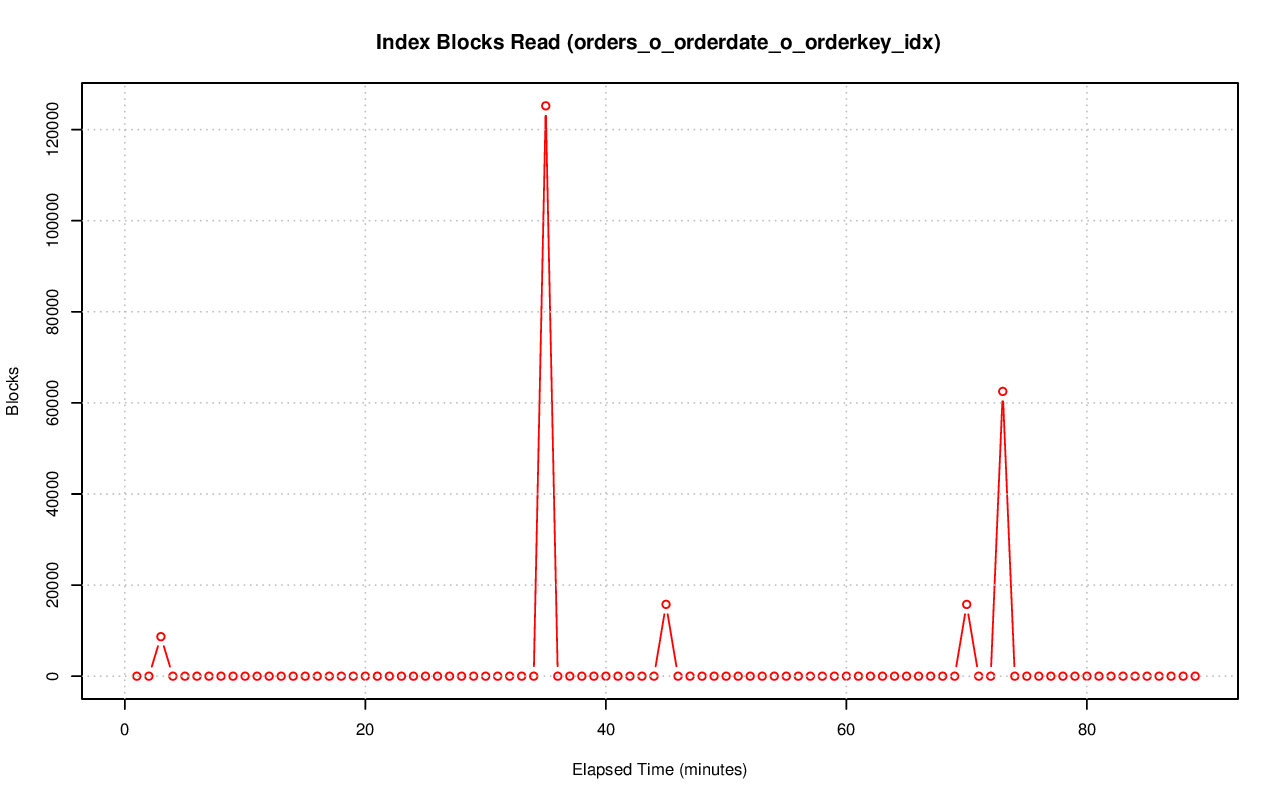 Index Blocks Read (orders_o_orderdate_o_orderkey_idx)
Blocks
120000
100000
80000
60000
40000
20000
0
0 20 40 60 80
Elapsed Time (minutes)